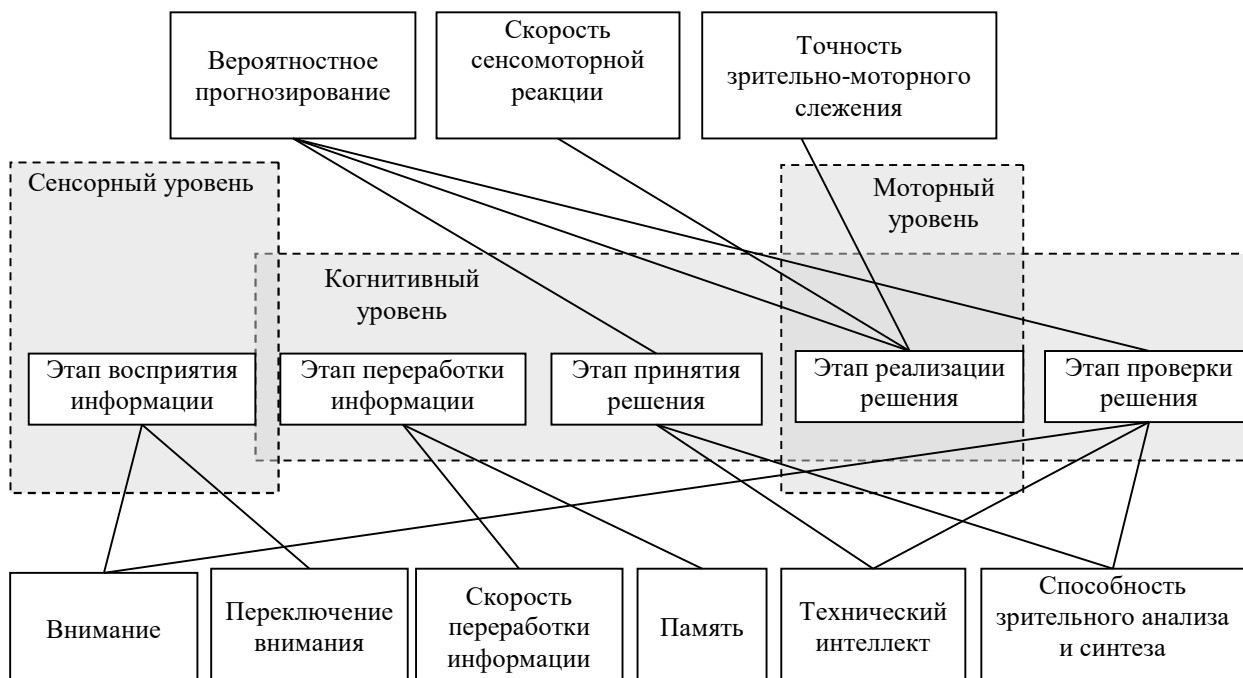 Вероятностное
прогнозирование
Скорость
сенсомоторной
реакции
Точность
зрительно-моторного
слежения
Сенсорный уровень
Моторный
уровень
Когнитивный
уровень
Этап восприятия
информации
Этап переработки
информации
Этап принятия
решения
Этап реализации
решения
Этап проверки
решения
Внимание
Переключение
внимания
Скорость
переработки
информации
Память
Технический
интеллект
Способность
зрительного анализа
и синтеза